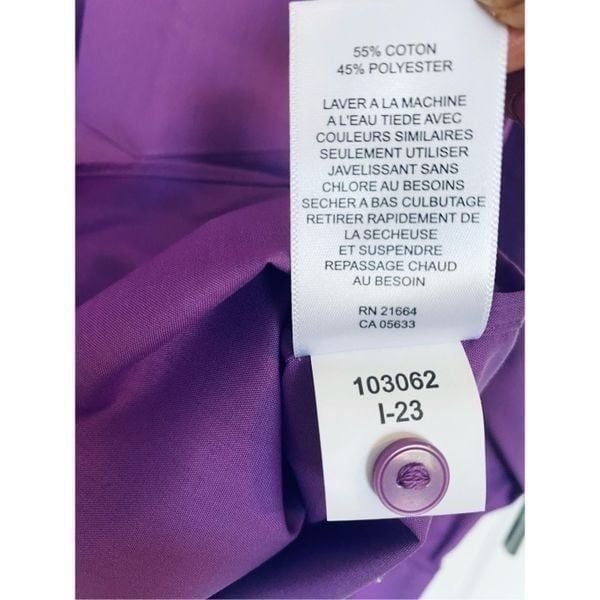 55% COTON
45% POLYESTER
LAVER A LA MACHINE
A L'EAU TIEDE AVEC
COULEURS SIMILAIRES
SEULEMENT UTILISER
JAVELISSANT SANS
CHLORE AU BESOINS
SECHER A BAS CULBUTAGE
RETIRER RAPIDEMENT DE
LA SECHEUSE
ET SUSPENDRE
REPASSAGE CHAUD
AU BESOIN
RN 21664
CA 05633
103062
I-23